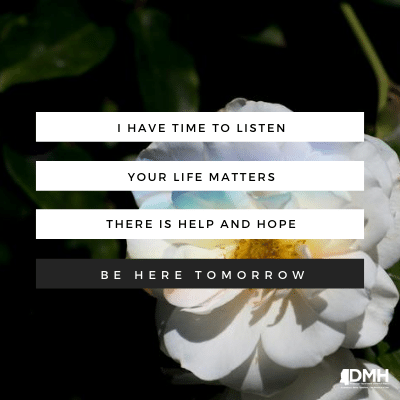 I HAVE TIME TO LISTEN
YOUR LIFE MATTERS
THERE IS HELP AND HOPE
BE HERE TOMORROW
DMH